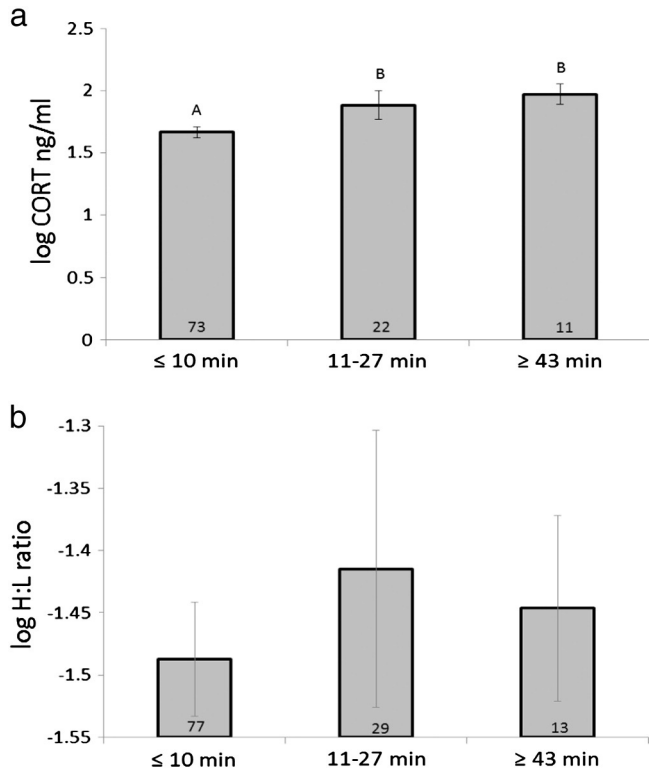 a
2.5
2
1.5
1
0.5
0
log CORT ng/ml
A
B
B
73
22
11
≤ 10 min
11-27 min
≥ 43 min
b
-1.3
-1.35
-1.4
-1.45
-1.5
-1.55
log H:L ratio
77
29
13
≤ 10 min
11-27 min
≥ 43 min